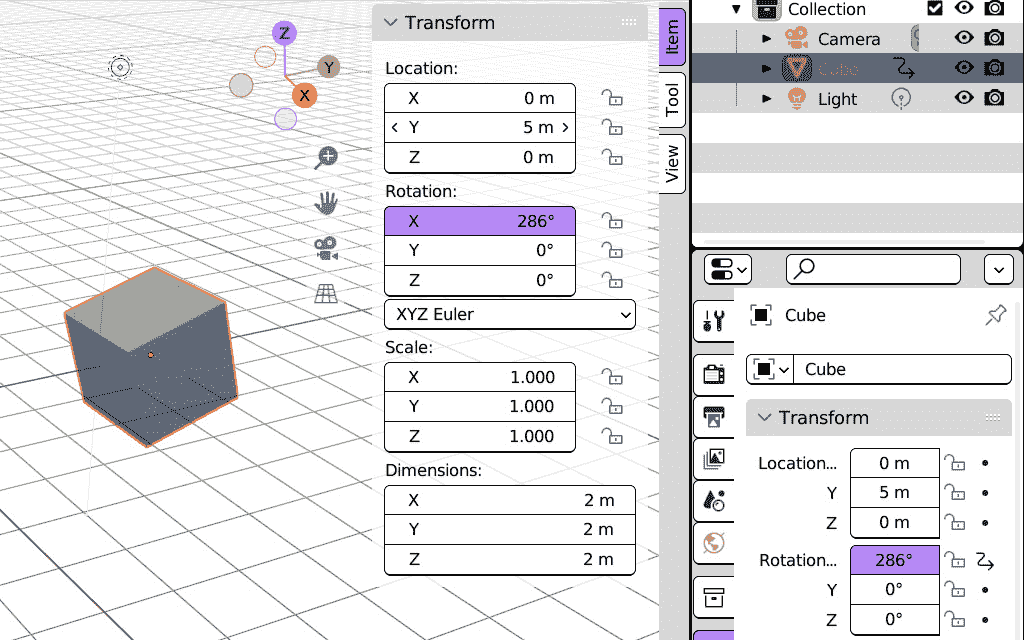 Z
Y
X
Transform
Location:
X 0 m
Y 5 m
Z 0 m
Rotation:
X 286°
Y 0°
Z 0°
XYZ Euler
Scale:
X 1.000
Y 1.000
Z 1.000
Dimensions:
X 2 m
Y 2 m
Z 2 m
Item
Tool
View
Collection
Camera
Cube
Light
Cube
Cube
Transform
Location... 0 m
Y 5 m
Z 0 m
Rotation... 286°
Y 0°
Z 0°